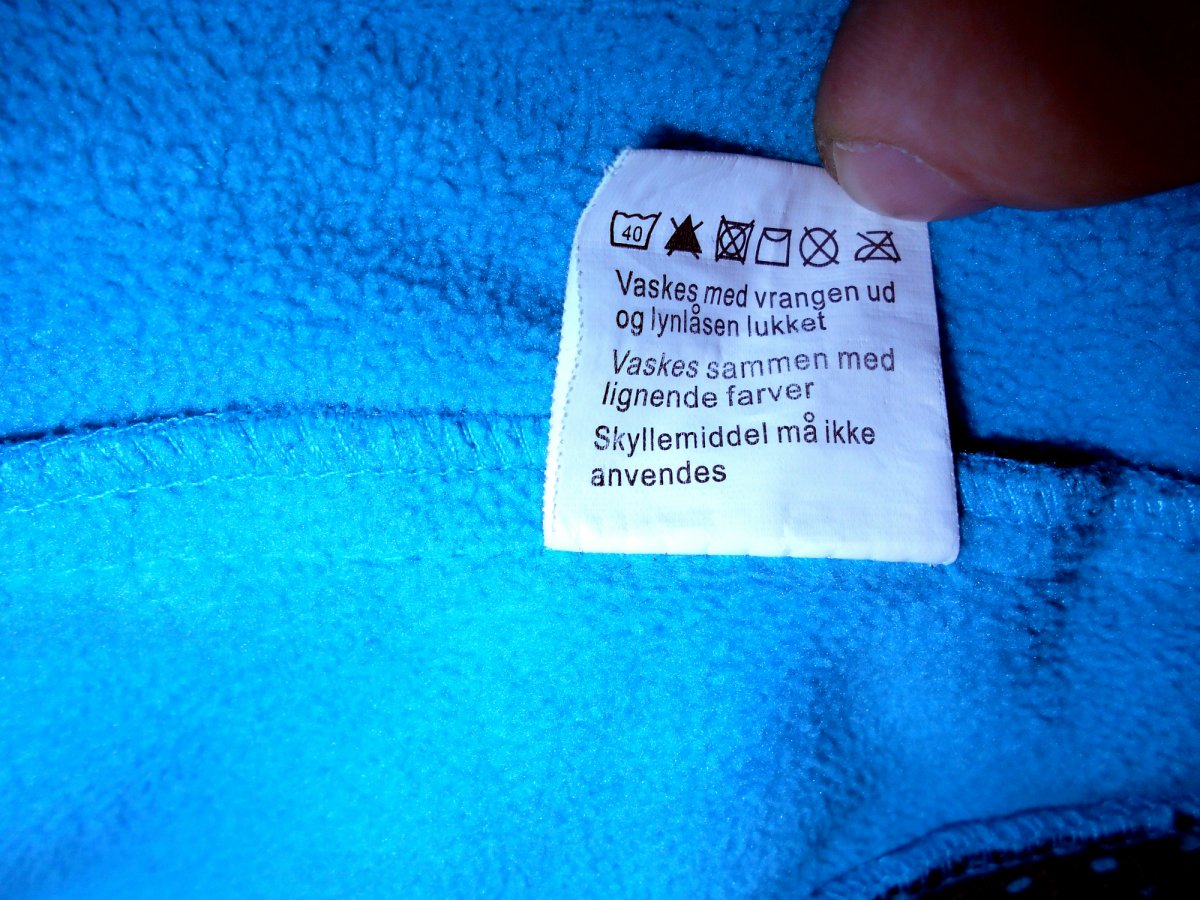 40
Vaskes med vrangen ud
og lynlåsen lukket
Vaskes sammen med
lignende farver
Skyllemiddel må ikke
anvendes